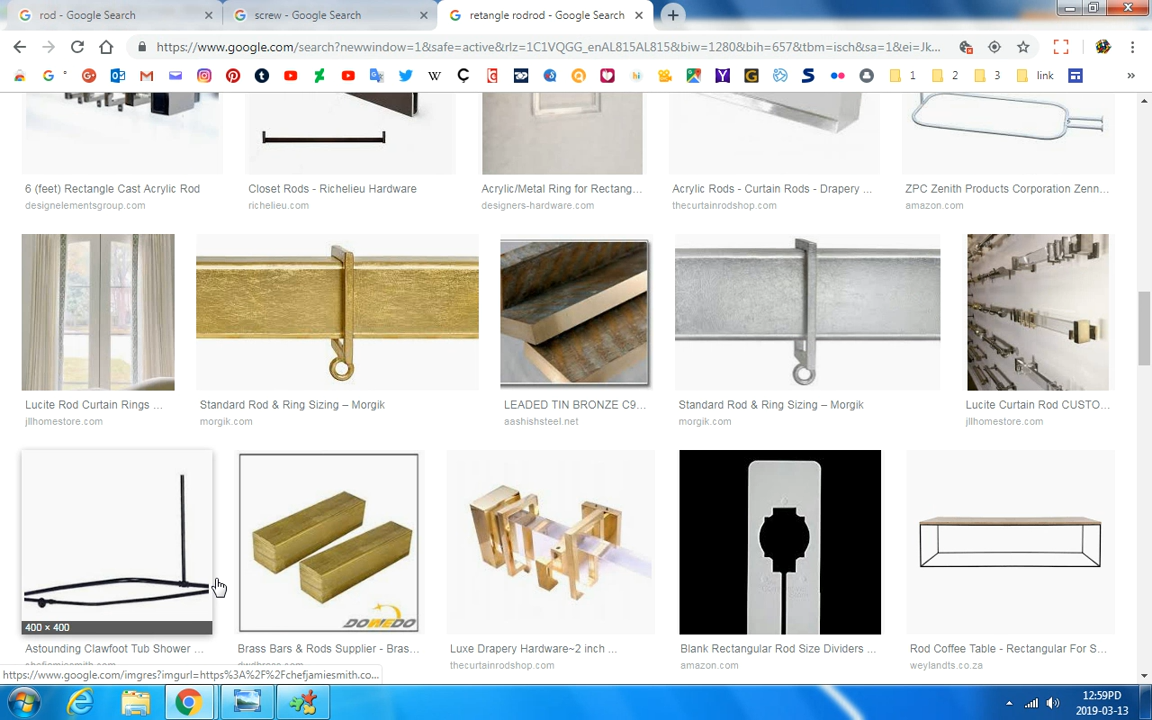 rod - Google Search
screw - Google Search
retangle rodrod - Google Search
https://www.google.com/search?newwindow=1&safe=active&rlz=1C1VQGG_enAL815AL815&biw=1280&bih=657&tbm=isch&sa=1&ei=Jk...
1
2
3
link
6 (feet) Rectangle Cast Acrylic Rod
designelementsgroup.com
Closet Rods - Richelieu Hardware
richelieu.com
Acrylic/Metal Ring for Rectang...
designers-hardware.com
Acrylic Rods - Curtain Rods - Drapery ...
thecurtainrodshop.com
ZPC Zenith Products Corporation Zenn...
amazon.com
Lucite Rod Curtain Rings ...
jllhomestore.com
Standard Rod & Ring Sizing – Morgik
morgik.com
LEADED TIN BRONZE C9...
aashishsteel.net
Standard Rod & Ring Sizing – Morgik
morgik.com
Lucite Curtain Rod CUSTO...
jllhomestore.com
400 × 400
DOWEDO
Astounding Clawfoot Tub Shower ...
chefjamiesmith.com
Brass Bars & Rods Supplier - Bras...
Luxe Drapery Hardware~2 inch ...
thecurtainrodshop.com
Blank Rectangular Rod Size Dividers ...
amazon.com
Rod Coffee Table - Rectangular For S...
weylandts.co.za
https://www.google.com/imgres?imgurl=https%3A%2F%2Fchefjamiesmith.co...
12:59PD
2019-03-13